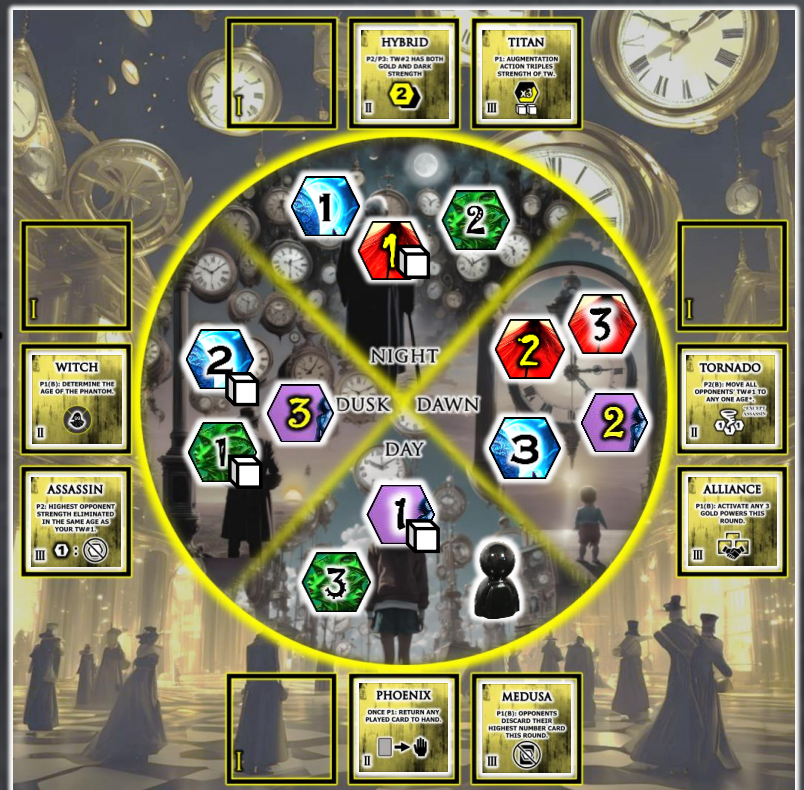 I
HYBRID
P2/P3: TW#2 HAS BOTH
GOLD AND DARK
STRENGTH
2
II
TITAN
P1: AUGMENTATION
ACTION TRIPLES
STRENGTH OF TW.
X3
III
1
1
2
I
WITCH
P1(B): DETERMINE THE
AGE OF THE PHANTOM.
II
ASSASSIN
P2: HIGHEST OPPONENT
STRENGTH ELIMINATED
IN THE SAME AGE AS
YOUR TW#1.
1 :
III
2
3
1
NIGHT
DUSK
DAWN
DAY
2
3
3
2
1
3
I
TORNADO
P2(B): MOVE ALL
OPPONENTS' TW#1 TO
ANY ONE AGE*.
*EXCEPT
ASSASSIN
II
ALLIANCE
P1(B): ACTIVATE ANY 3
GOLD POWERS THIS
ROUND.
III
I
PHOENIX
ONCE P1: RETURN ANY
PLAYED CARD TO HAND.
II
MEDUSA
P1(B): OPPONENTS
DISCARD THEIR
HIGHEST NUMBER CARD
THIS ROUND.
III